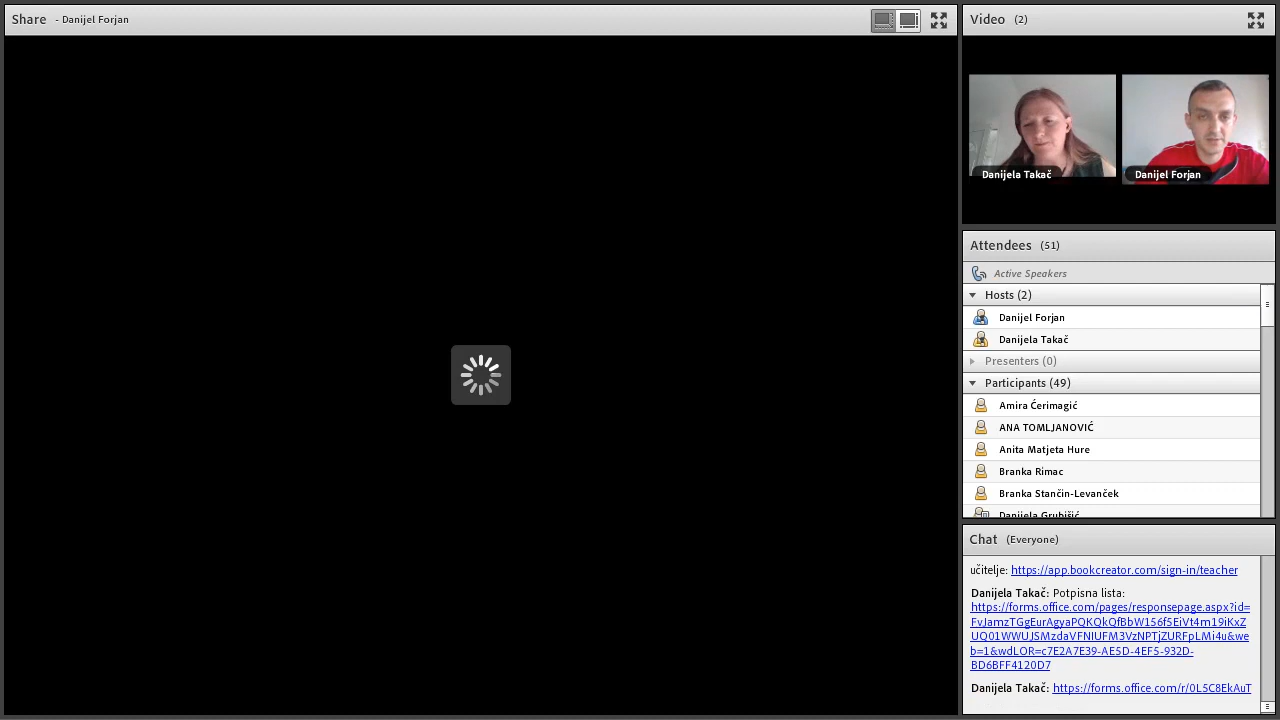 Share - Danijel Forjan
Video (2)
Danijela Takač
Danijel Forjan
Attendees (51)
Active Speakers
Hosts (2)
Danijel Forjan
Danijela Takač
Presenters (0)
Participants (49)
Amira Ćerimagić
ANA TOMLJANOVIĆ
Anita Matjeta Hure
Branka Rimac
Branka Stančin-Levanček
Danijela Grubišić
Chat (Everyone)
učitelje: https://app.bookcreator.com/sign-in/teacher
Danijela Takač: Potpisna lista:
https://forms.office.com/pages/responsepage.aspx?id=
FvJamzTGgEurAgyaPQKQkQfBbW156f5EiVt4m19iKxZ
UQ01WWUJSMzdaVFNIUFM3VzNPTjZURFpLMi4u&we
b=1&wdLOR=c7E2A7E39-AE5D-4EF5-932D-
BD6BFF4120D7
Danijela Takač: https://forms.office.com/r/0L5C8EkAuT